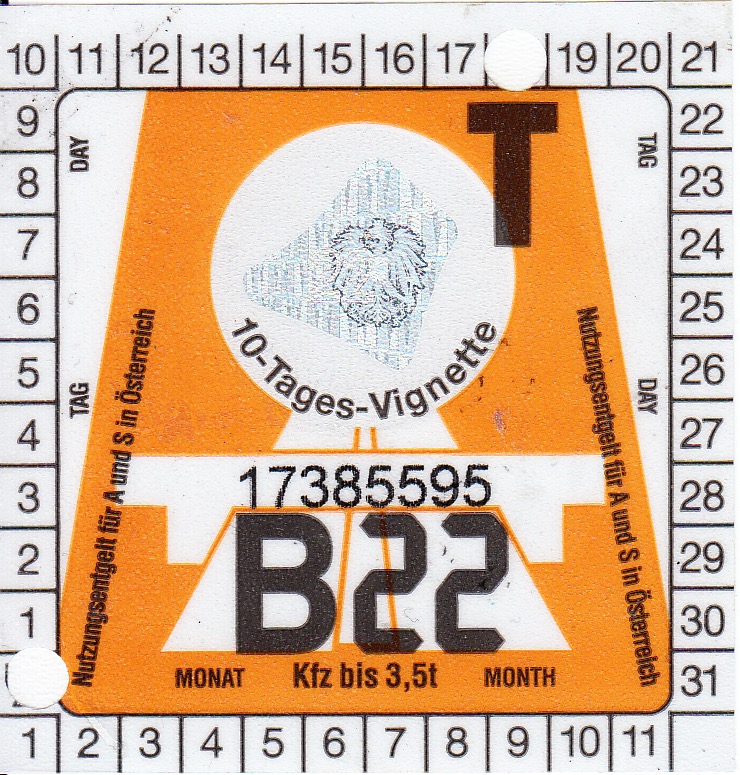 10 11 12 13 14 15 16 17 19 20 21
9 22
8 23
7 24
6 25
5 26
4 27
3 28
2 29
1 30
31
1 2 3 4 5 6 7 8 9 10 11
DAY
TAG
T
TAG
DAY
10-Tages-Vignette
Nutzungsentgelt für A und S in Österreich
Nutzungsentgelt für A und S in Österreich
17385595
B22
MONAT Kfz bis 3,5t MONTH